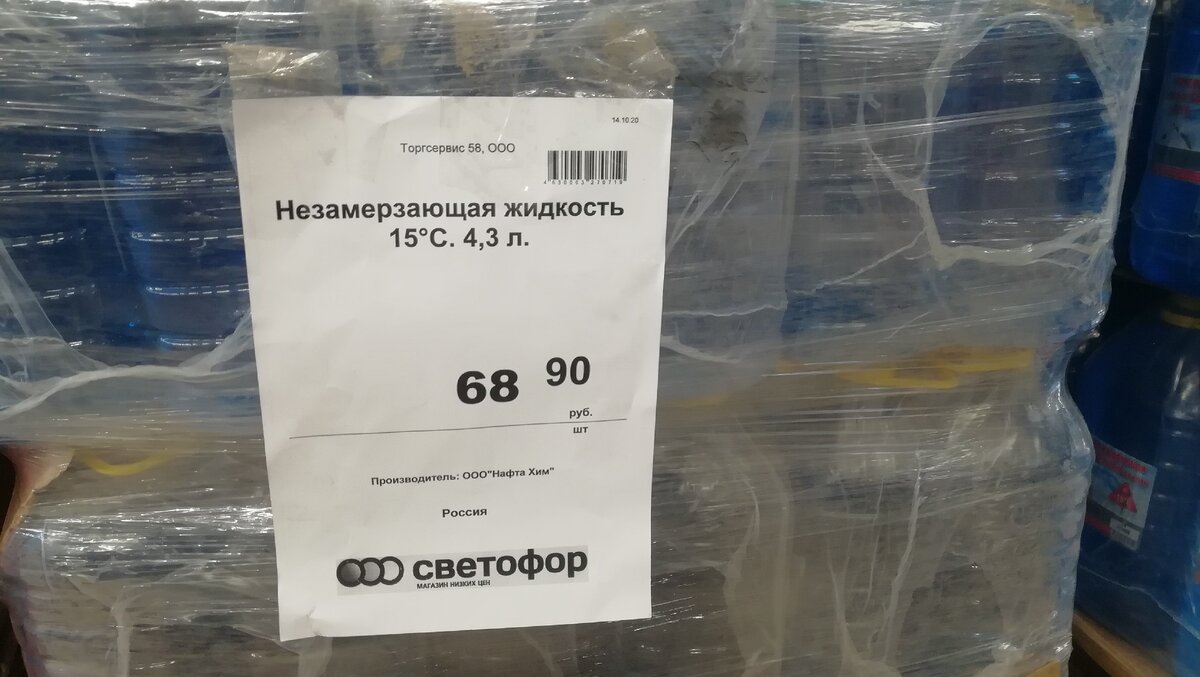 14.10.20
Торгсервис 58, ООО
4630003270719
Незамерзающая жидкость
15°С. 4,3 л.
68 90
руб.
шт
Производитель: ООО"Нафта Хим"
Россия
светофор
МАГАЗИН НИЗКИХ ЦЕН